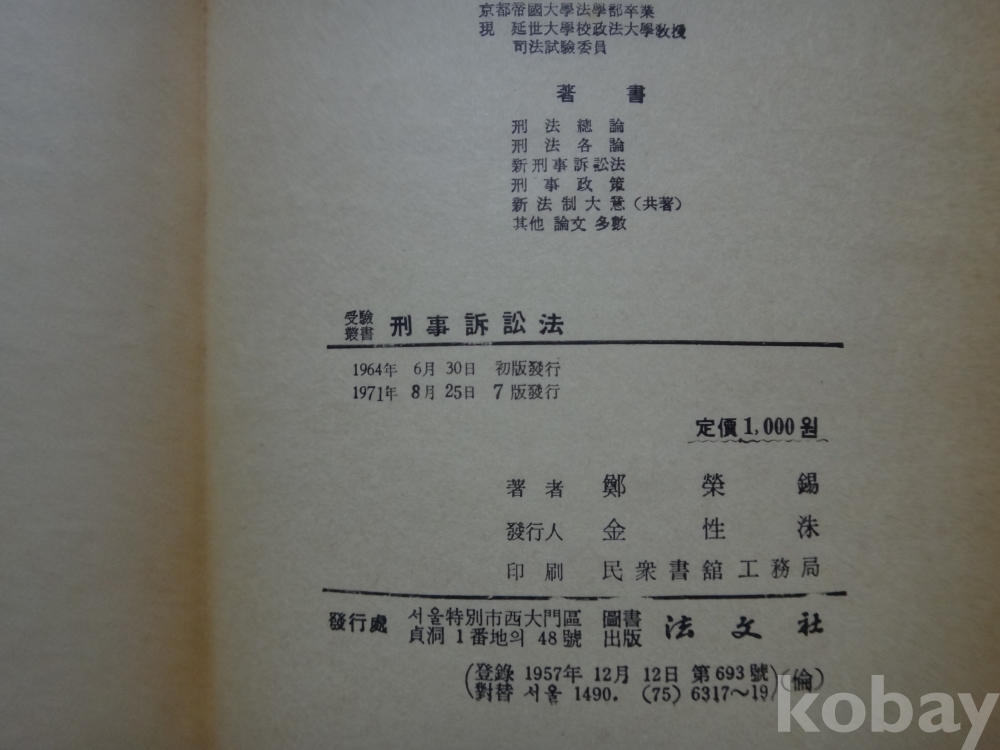 京都帝國大學法學部卒業
現 延世大學校政法大學敎授
司法試驗委員
著 書
刑法總論
刑法各論
新刑事訴訟法
刑事政策
新法制大意(共著)
其他 論文 多數
受驗叢書 刑事訴訟法
1964年 6月 30日 初版發行
1971年 8月 25日 7版發行
定價 1,000원
著者 鄭榮錫
發行人 金性洙
印刷 民衆書舘工務局
發行處 서울特別市西大門區 貞洞 1番地의 48號 圖書出版 法文社
(登錄 1957年 12月 12日 第693號) (倫)
(對替 서울 1490. (75) 6317~19)
kobay